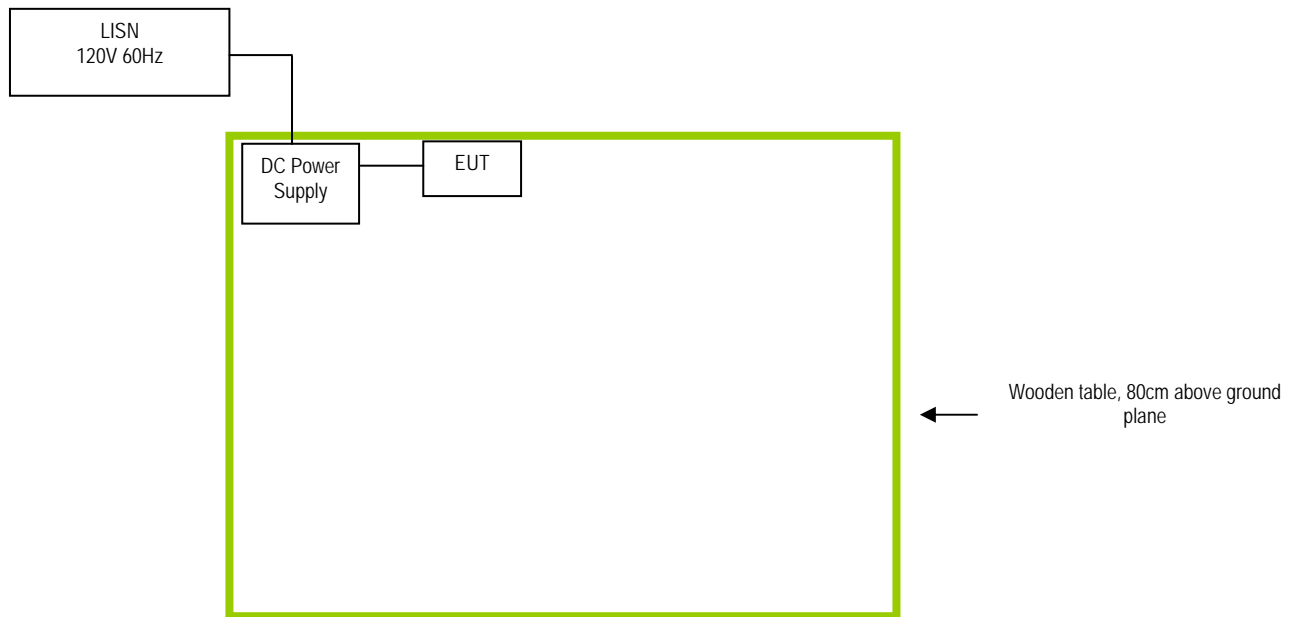 LISN
120V 60Hz
DC Power
Supply
EUT
Wooden table, 80cm above ground
plane